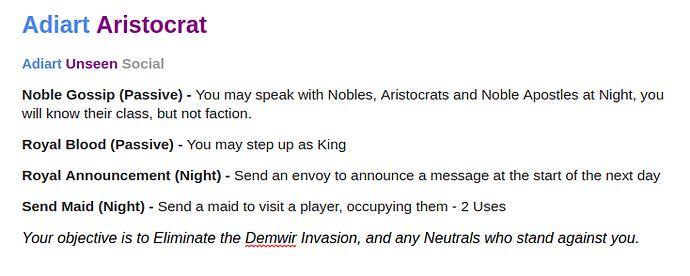 Adiart Aristocrat
Adiart Unseen Social
Noble Gossip (Passive) - You may speak with Nobles, Aristocrats and Noble Apostles at Night, you
will know their class, but not faction.
Royal Blood (Passive) - You may step up as King
Royal Announcement (Night) - Send an envoy to announce a message at the start of the next day
Send Maid (Night) - Send a maid to visit a player, occupying them - 2 Uses
Your objective is to Eliminate the Demwir Invasion, and any Neutrals who stand against you.